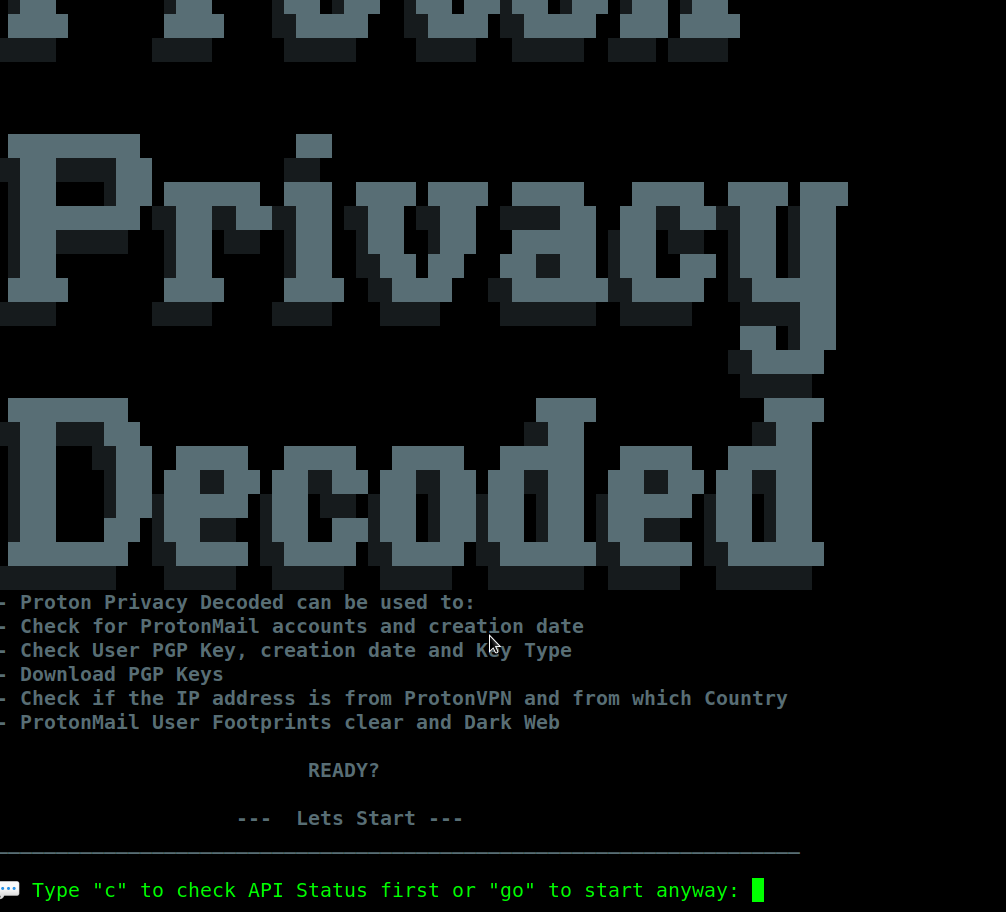 Privacy
Decoded
- Proton Privacy Decoded can be used to:
- Check for ProtonMail accounts and creation date
- Check User PGP Key, creation date and Key Type
- Download PGP Keys
- Check if the IP address is from ProtonVPN and from which Country
- ProtonMail User Footprints clear and Dark Web
READY?
--- Lets Start ---
Type "c" to check API Status first or "go" to start anyway: